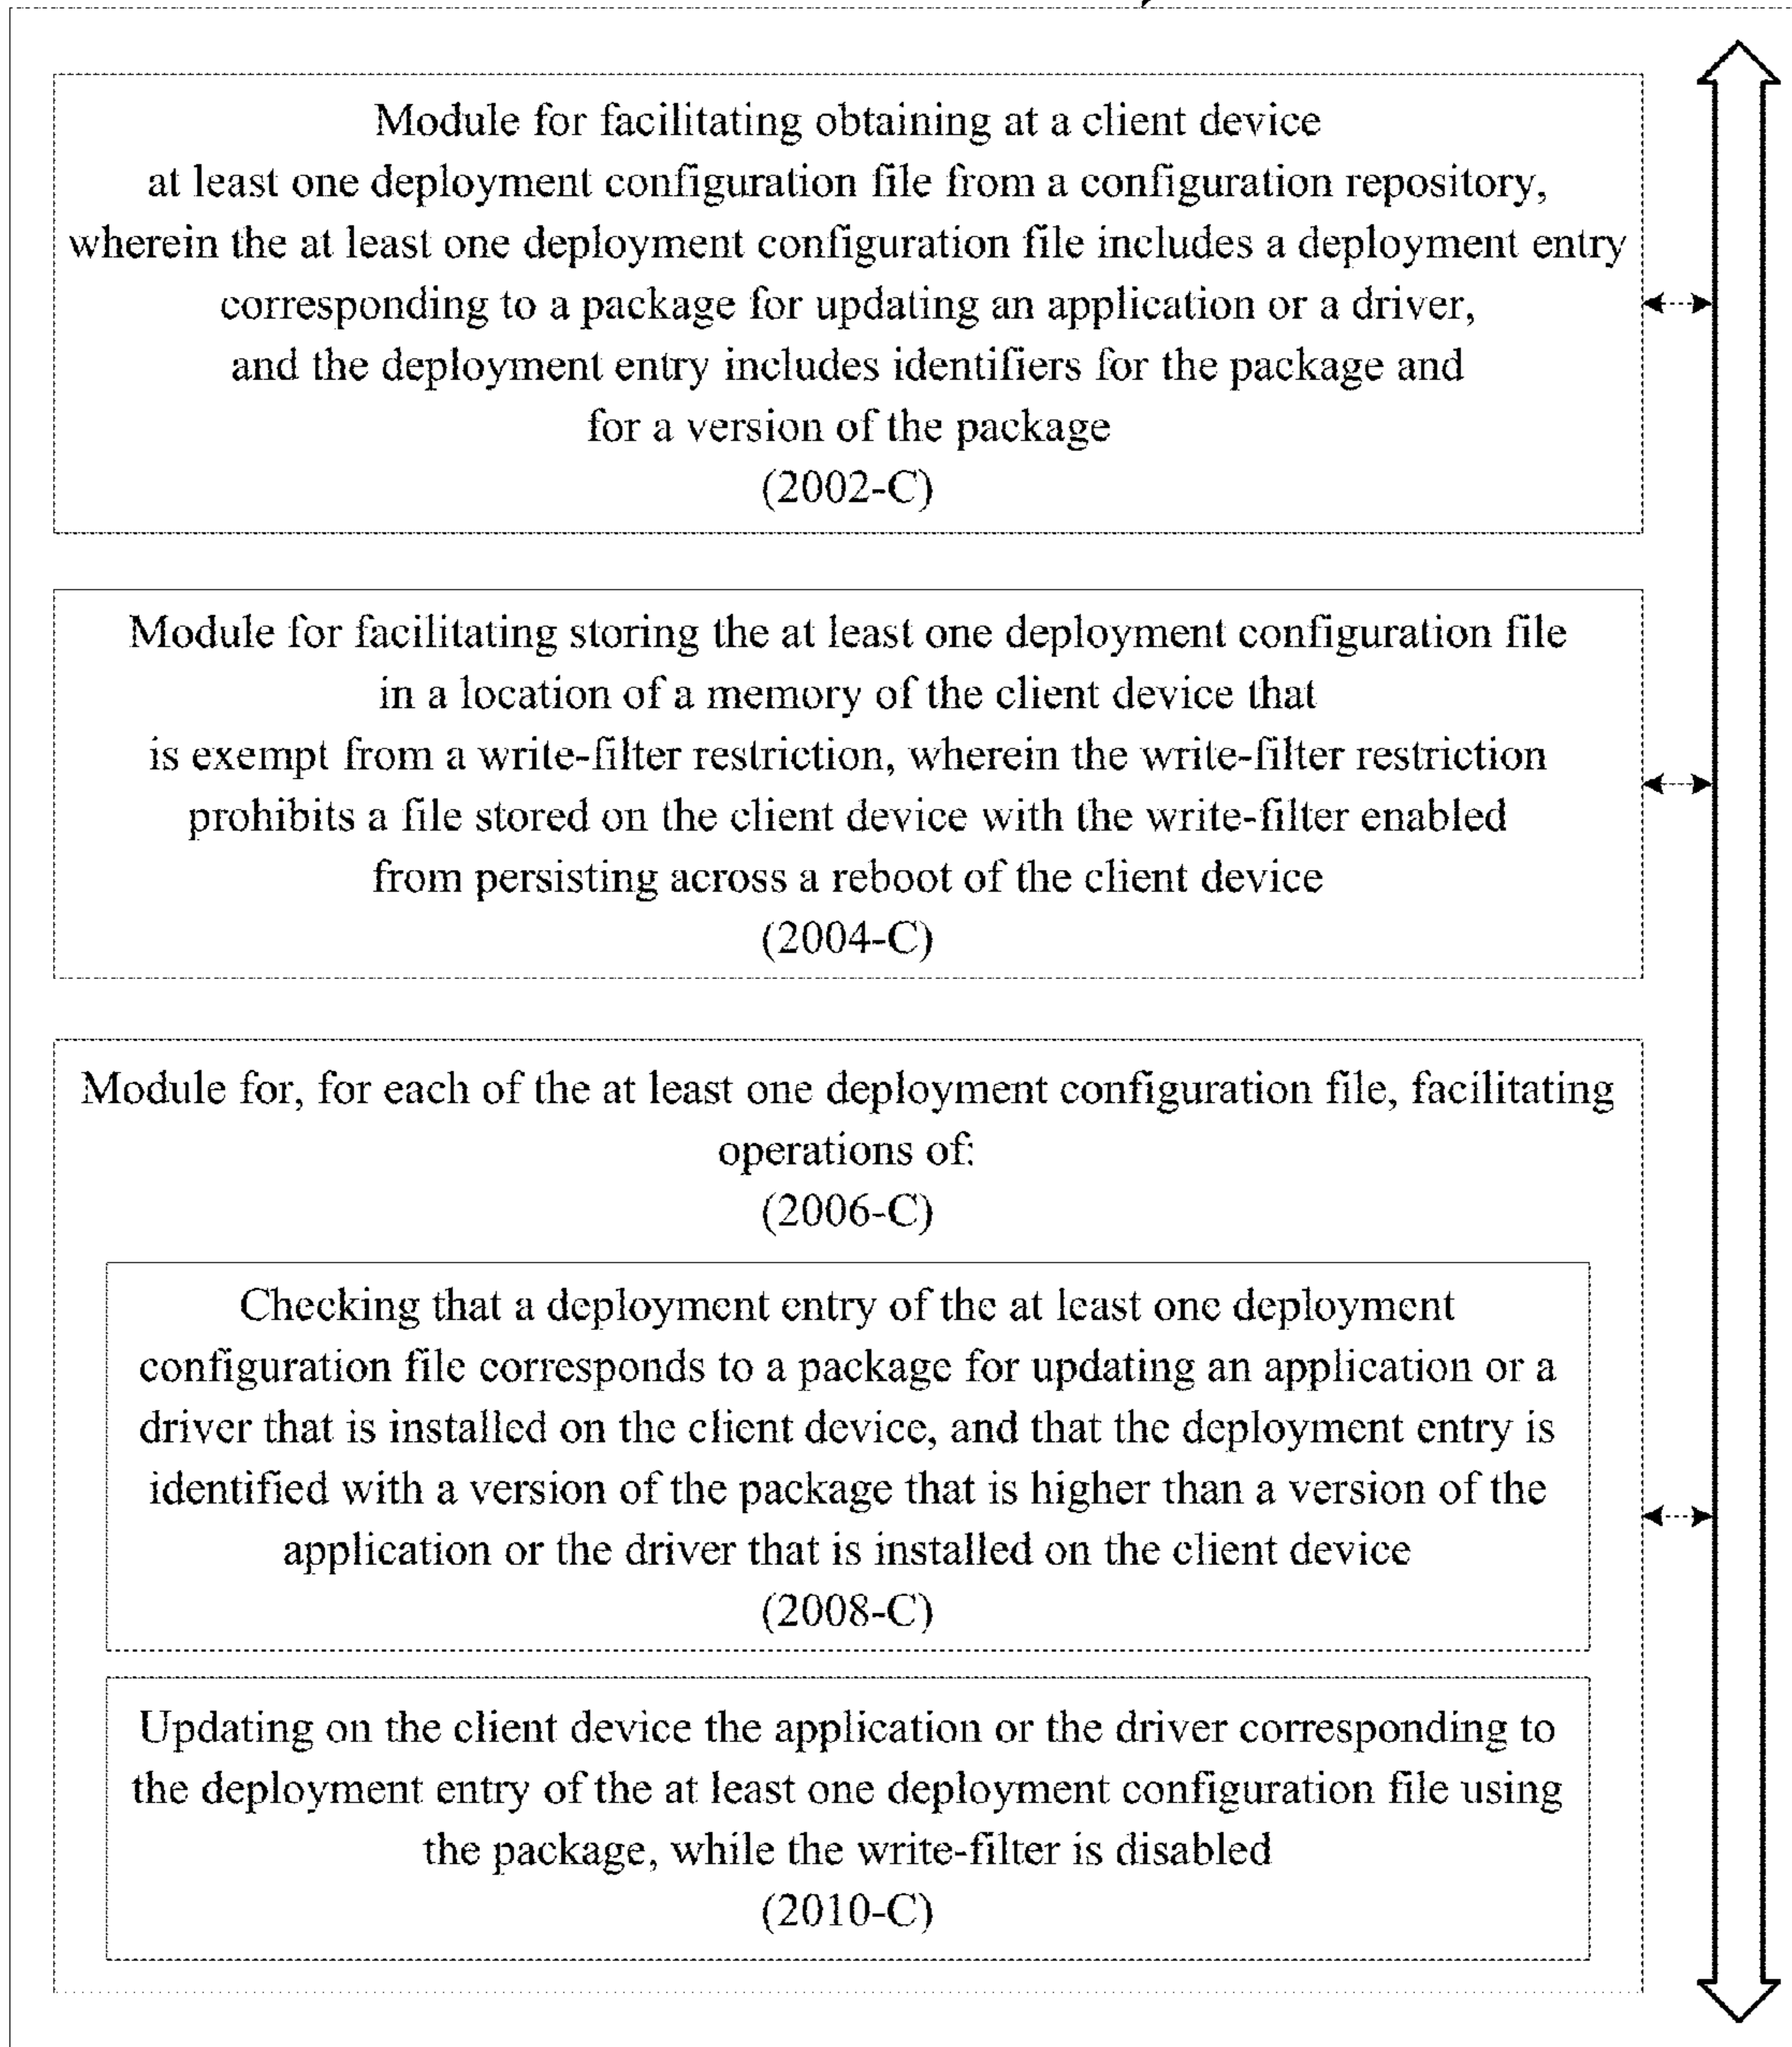 Module for facilitating obtaining at a client device
at least one deployment configuration file from a configuration repository,
wherein the at least one deployment configuration file includes a deployment entry
corresponding to a package for updating an application or a driver,
and the deployment entry includes identifiers for the package and
for a version of the package
(2002-C)
Module for facilitating storing the at least one deployment configuration file
in a location of a memory of the client device that
is exempt from a write-filter restriction, wherein the write-filter restriction
prohibits a file stored on the client device with the write-filter enabled
from persisting across a reboot of the client device
(2004-C)
Module for, for each of the at least one deployment configuration file, facilitating
operations of:
(2006-C)
Checking that a deployment entry of the at least one deployment
configuration file corresponds to a package for updating an application or a
driver that is installed on the client device, and that the deployment entry is
identified with a version of the package that is higher than a version of the
application or the driver that is installed on the client device
(2008-C)
Updating on the client device the application or the driver corresponding to
the deployment entry of the at least one deployment configuration file using
the package, while the write-filter is disabled
(2010-C)